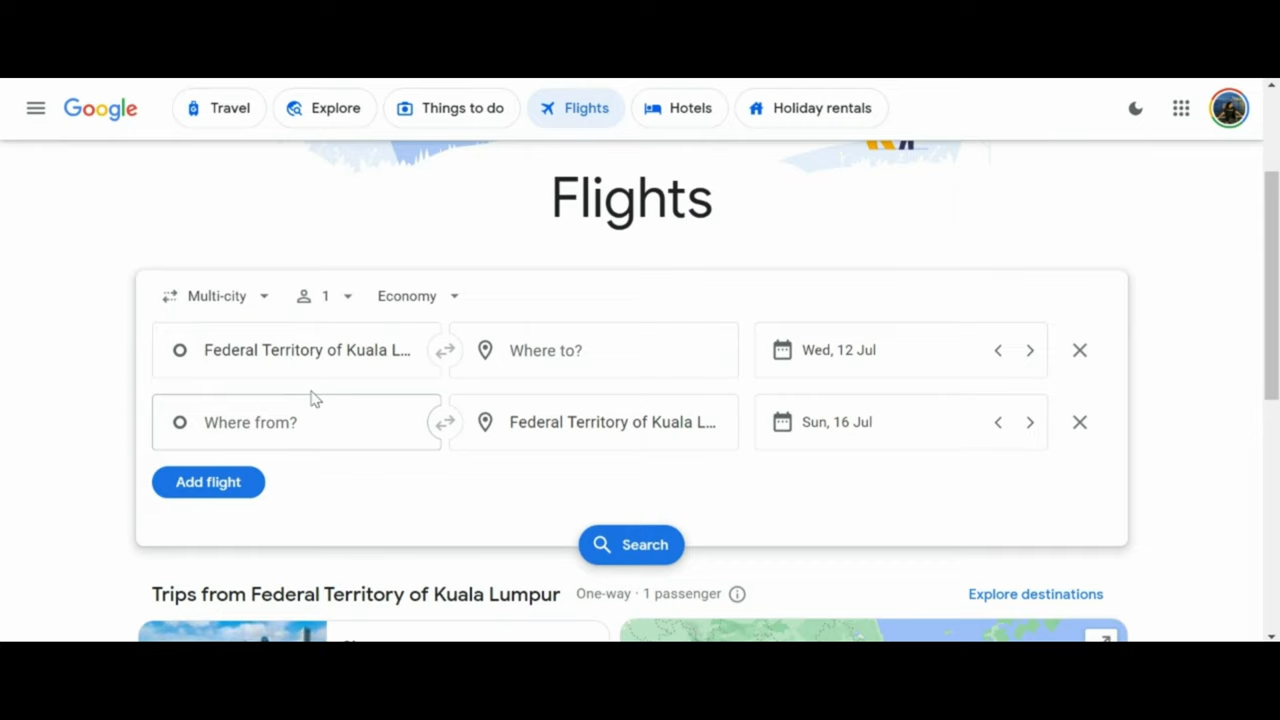 Google Travel Explore Things to do Flights Hotels Holiday rentals
Flights
Multi-city 1 Economy
Federal Territory of Kuala L... Where to? Wed, 12 Jul
Where from? Federal Territory of Kuala L... Sun, 16 Jul
Add flight
Search
Trips from Federal Territory of Kuala Lumpur One-way · 1 passenger Explore destinations